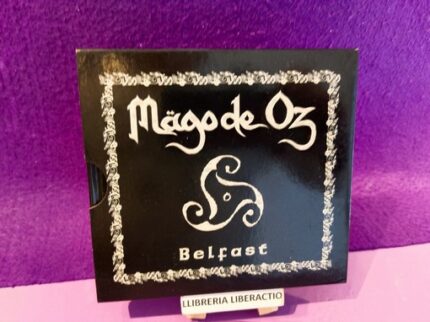 Mägo de Oz
Belfast
LLIBRERIA LIBERACTIO